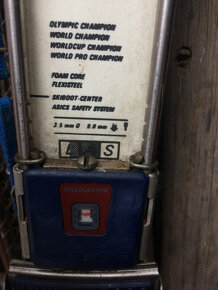 OLYMPIC CHAMPION
WORLD CHAMPION
WORLDCUP CHAMPION
WORLD PRO CHAMPION
FOAM CORE
FLEXISTEEL
SKIBOOT-CENTER
ASICS SAFETY SYSTEM
3.5 mm Ø 9.0 mm
S